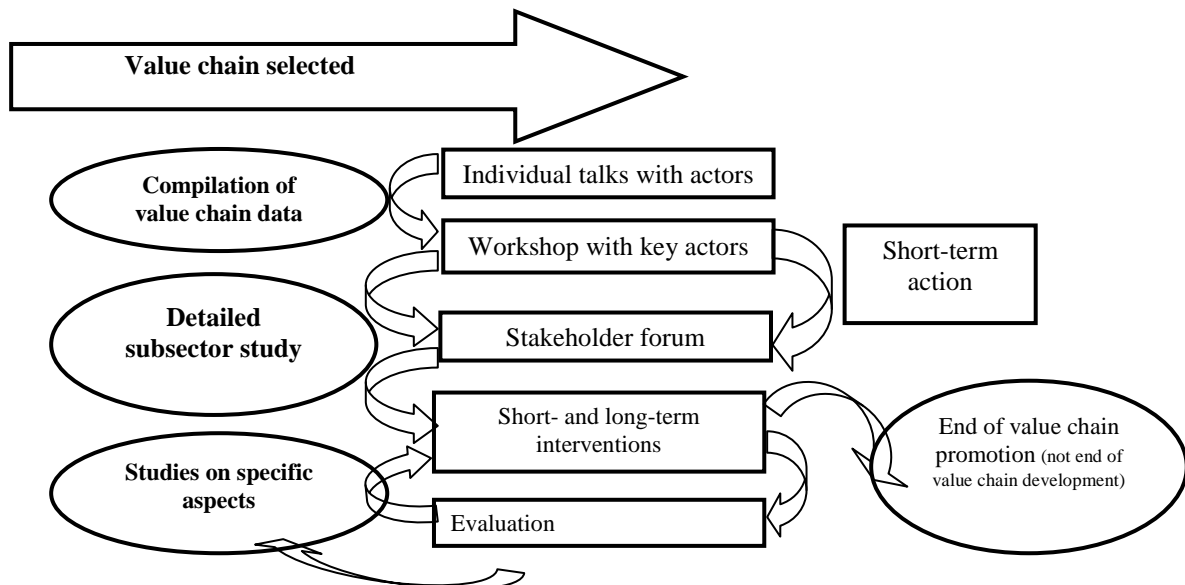 Value chain selected
Individual talks with actors
Compilation of
value chain data
Workshop with key actors
Short-term
action
Detailed
subsector study
Stakeholder forum
Short- and long-term
interventions
End of value chain
promotion (not end of
value chain development)
Studies on specific
aspects
Evaluation